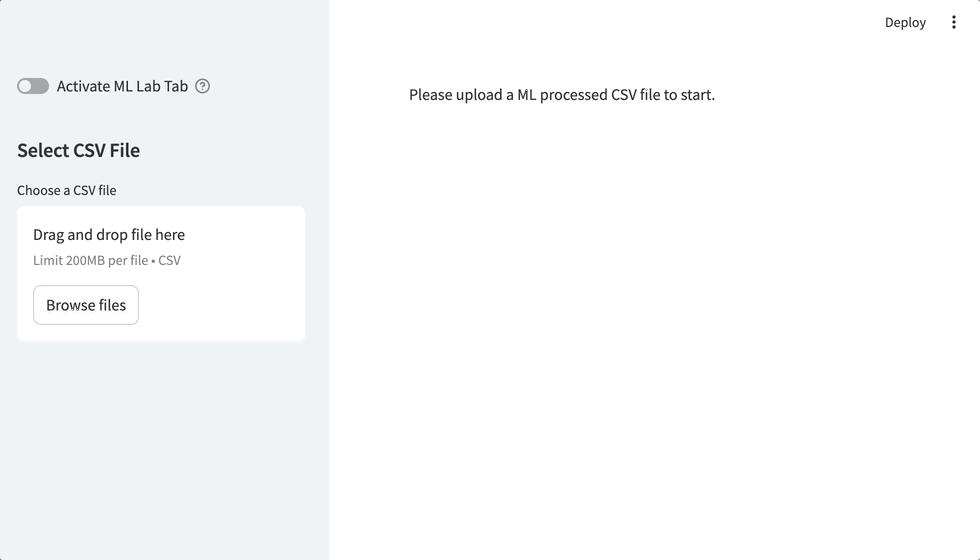 Deploy
Activate ML Lab Tab
Please upload a ML processed CSV file to start.
Select CSV File
Choose a CSV file
Drag and drop file here
Limit 200MB per file • CSV
Browse files